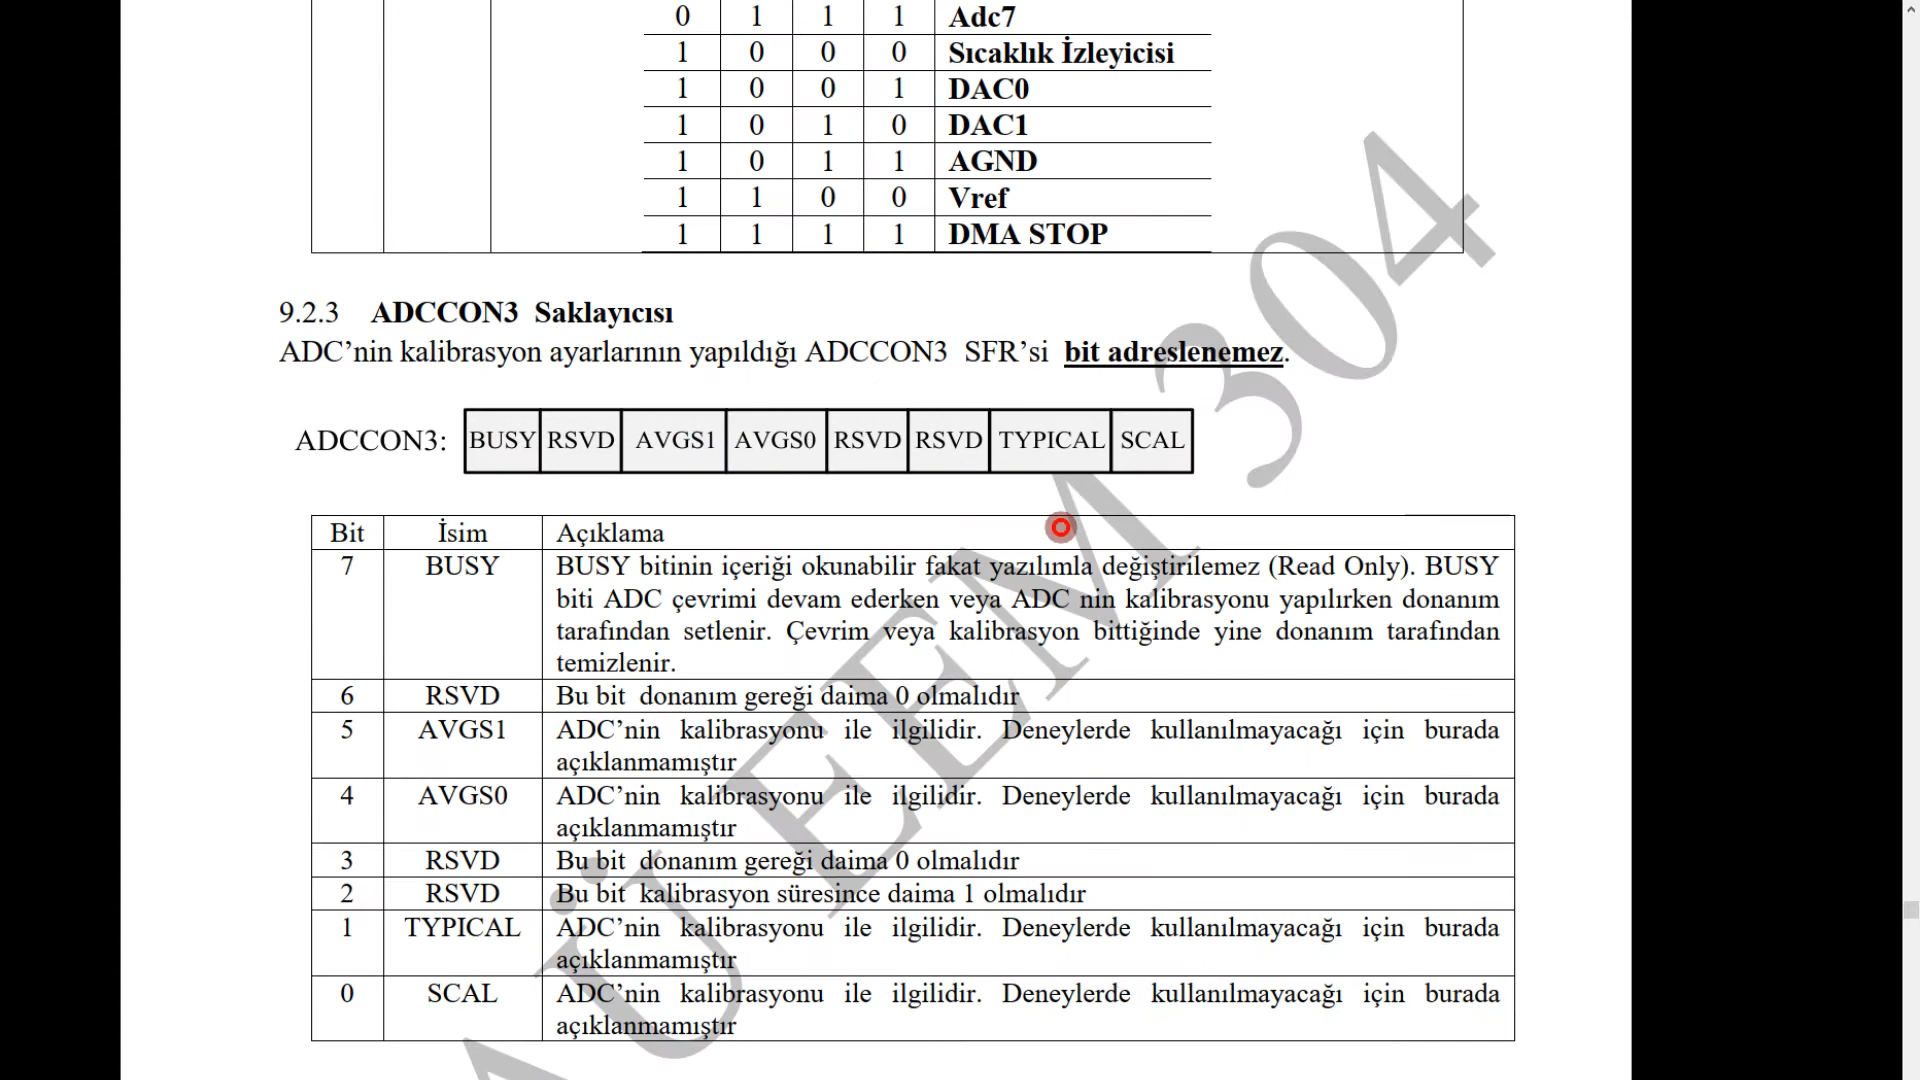 0 1 1 1 Adc7
1 0 0 0 Sıcaklık İzleyicisi
1 0 0 1 DAC0
1 0 1 0 DAC1
1 0 1 1 AGND
1 1 0 0 Vref
1 1 1 1 DMA STOP
9.2.3 ADCCON3 Saklayıcısı
ADC’nin kalibrasyon ayarlarının yapıldığı ADCCON3 SFR’si bit adreslenemez.
ADCCON3: BUSY RSVD AVGS1 AVGS0 RSVD RSVD TYPICAL SCAL
Bit İsim Açıklama
7 BUSY BUSY bitinin içeriği okunabilir fakat yazılımla değiştirilemez (Read Only). BUSY
biti ADC çevrimi devam ederken veya ADC nin kalibrasyonu yapılırken donanım
tarafından setlenir. Çevrim veya kalibrasyon bittiğinde yine donanım tarafından
temizlenir.
6 RSVD Bu bit donanım gereği daima 0 olmalıdır
5 AVGS1 ADC’nin kalibrasyonu ile ilgilidir. Deneylerde kullanılmayacağı için burada
açıklanmamıştır
4 AVGS0 ADC’nin kalibrasyonu ile ilgilidir. Deneylerde kullanılmayacağı için burada
açıklanmamıştır
3 RSVD Bu bit donanım gereği daima 0 olmalıdır
2 RSVD Bu bit kalibrasyon süresince daima 1 olmalıdır
1 TYPICAL ADC’nin kalibrasyonu ile ilgilidir. Deneylerde kullanılmayacağı için burada
açıklanmamıştır
0 SCAL ADC’nin kalibrasyonu ile ilgilidir. Deneylerde kullanılmayacağı için burada
açıklanmamıştır
EEM 304